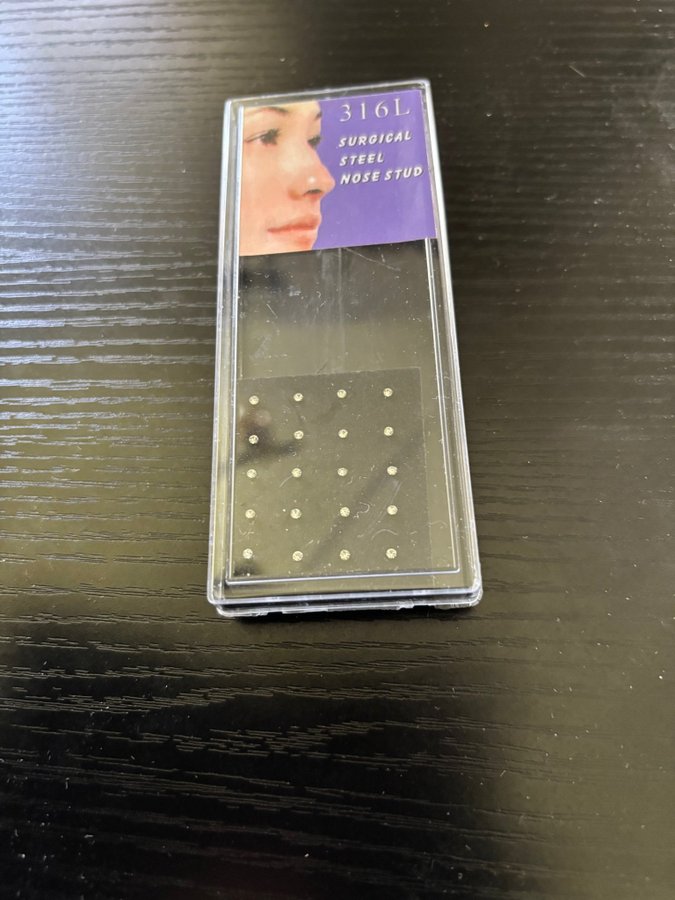 316L
SURGICAL
STEEL
NOSE STUD